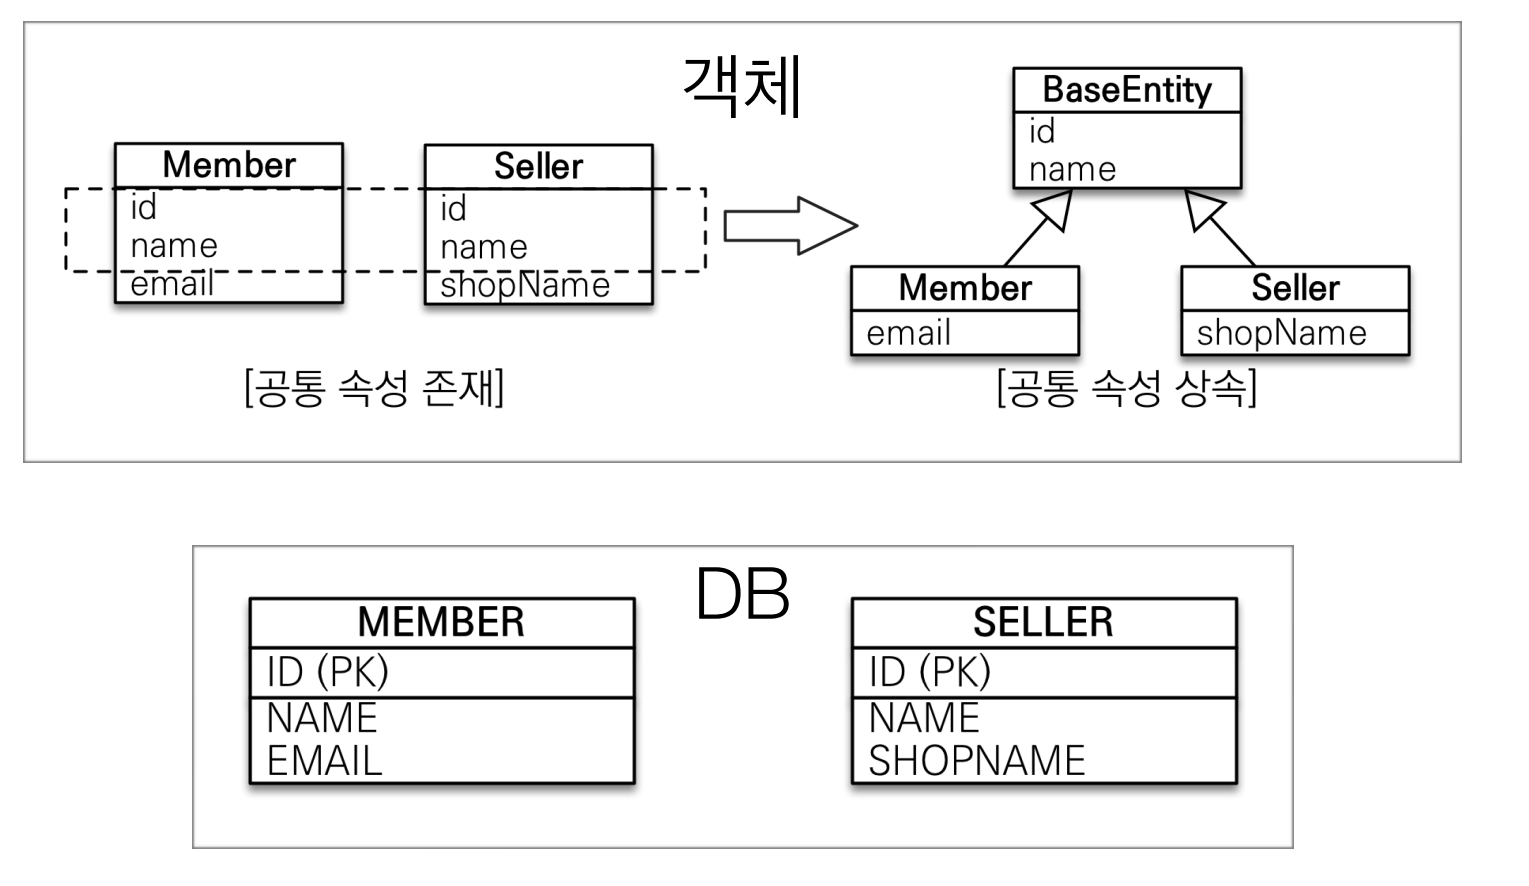 객체
Member
id
name
email
Seller
id
name
shopName
[공통 속성 존재]
BaseEntity
id
name
Member
email
Seller
shopName
[공통 속성 상속]
DB
MEMBER
ID (PK)
NAME
EMAIL
SELLER
ID (PK)
NAME
SHOPNAME